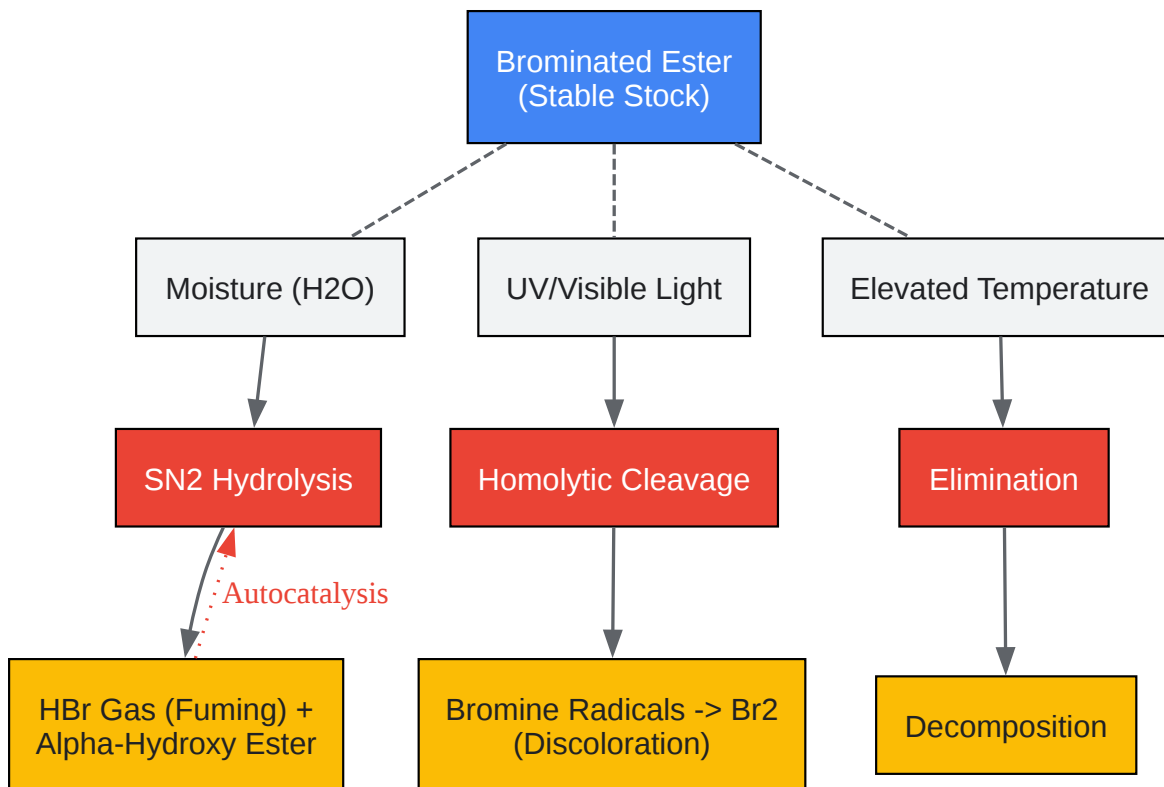 Brominated Ester
(Stable Stock)
Moisture (H2O)
UV/Visible Light
Elevated Temperature
SN2 Hydrolysis
Homolytic Cleavage
Elimination
Autocatalysis
HBr Gas (Fuming) +
Alpha-Hydroxy Ester
Bromine Radicals -> Br2
(Discoloration)
Decomposition